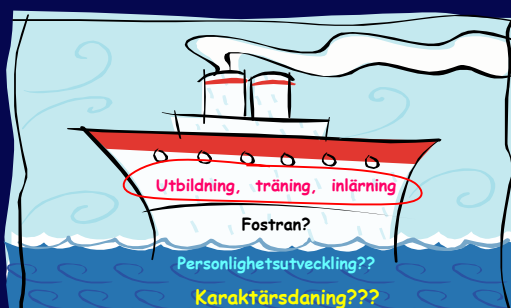 Utbildning, träning, inlärning
Fostran?
Personlighetsutveckling??
Karaktärsdaning???